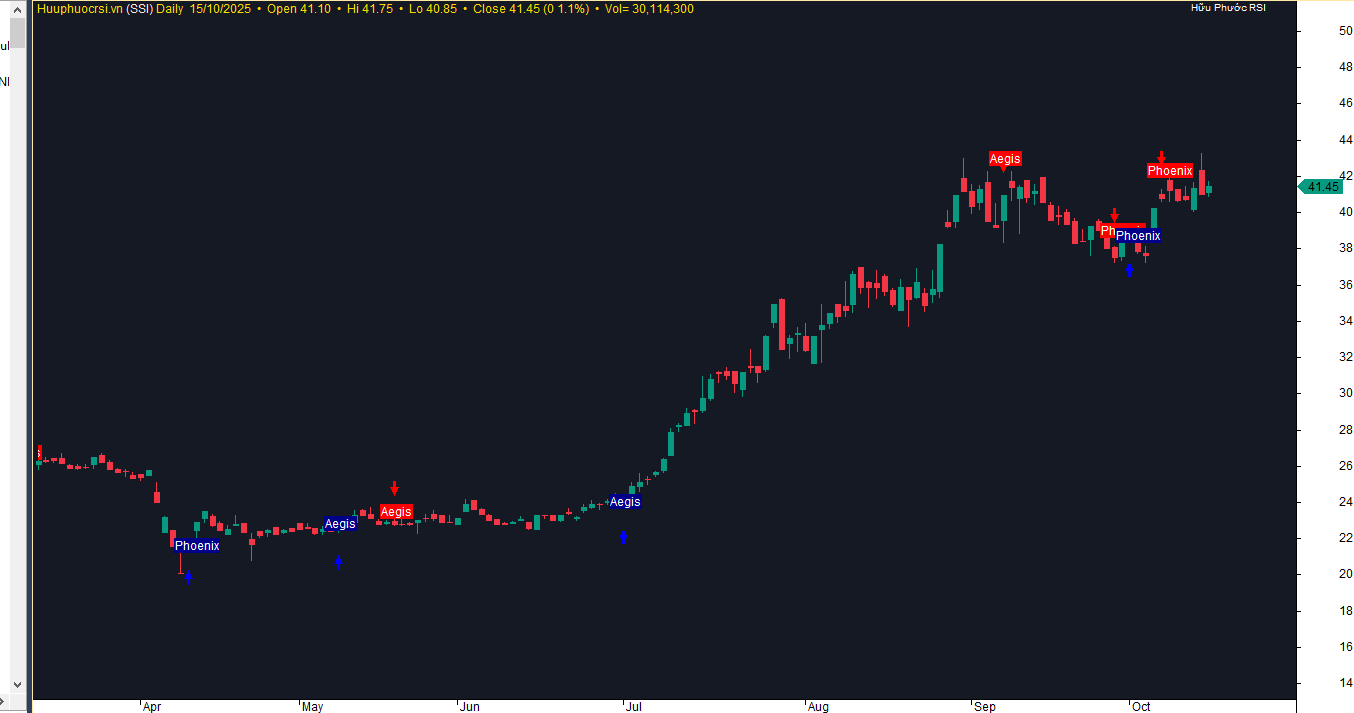 Huuphuocrsi.vn (SSI) Daily 15/10/2025 • Open 41.10 • Hi 41.75 • Lo 40.85 • Close 41.45 (0 1.1%) • Vol= 30,114,300
Hữu Phước RSI
50
48
46
44
42
41.45
40
38
36
34
32
30
28
26
24
22
20
18
16
14
Aegis
Phoenix
Ph
Phoenix
Aegis
Aegis
Aegis
Phoenix
Apr
May
Jun
Jul
Aug
Sep
Oct